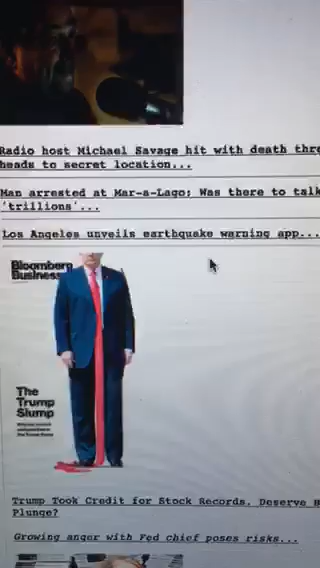 Radio host Michael Savage hit with death
heads to secret location...
Man arrested at Mar-a-Lago; Was there to talk
'trillions'...
Los Angeles unveils earthquake warning app...
Bloomberg
Business
The
Trump
Slump
Trump Took Credit for Stock Records. Deserve
Plunge?
Growing anger with Fed chief poses risks...